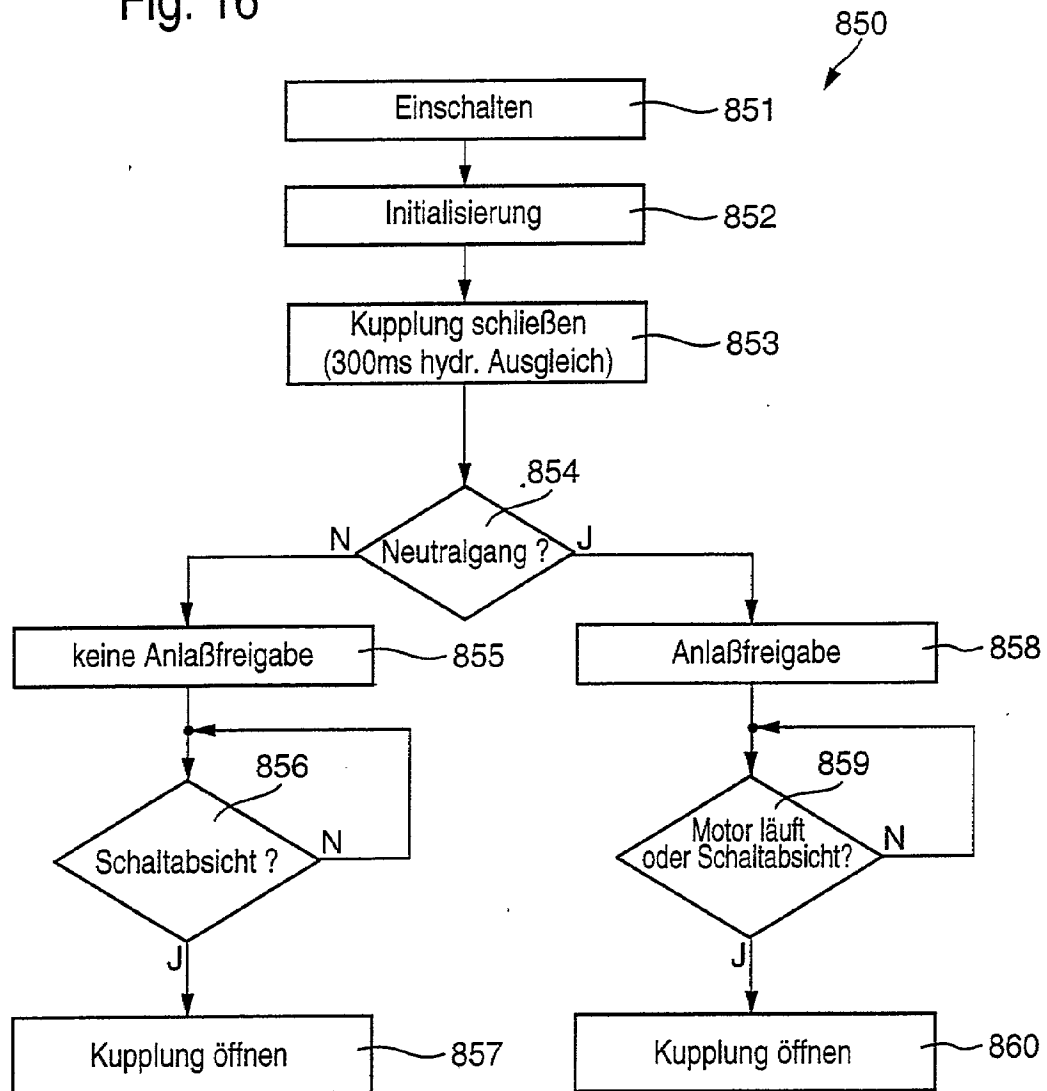 Fig. 16
850
Einschalten
851
Initialisierung
852
Kupplung schließen
(300ms hydr. Ausgleich)
853
854
N
Neutralgang ?
J
keine Anlaßfreigabe
855
Anlaßfreigabe
858
856
Schaltabsicht ?
N
859
Motor läuft
oder Schaltabsicht?
N
J
J
Kupplung öffnen
857
Kupplung öffnen
860